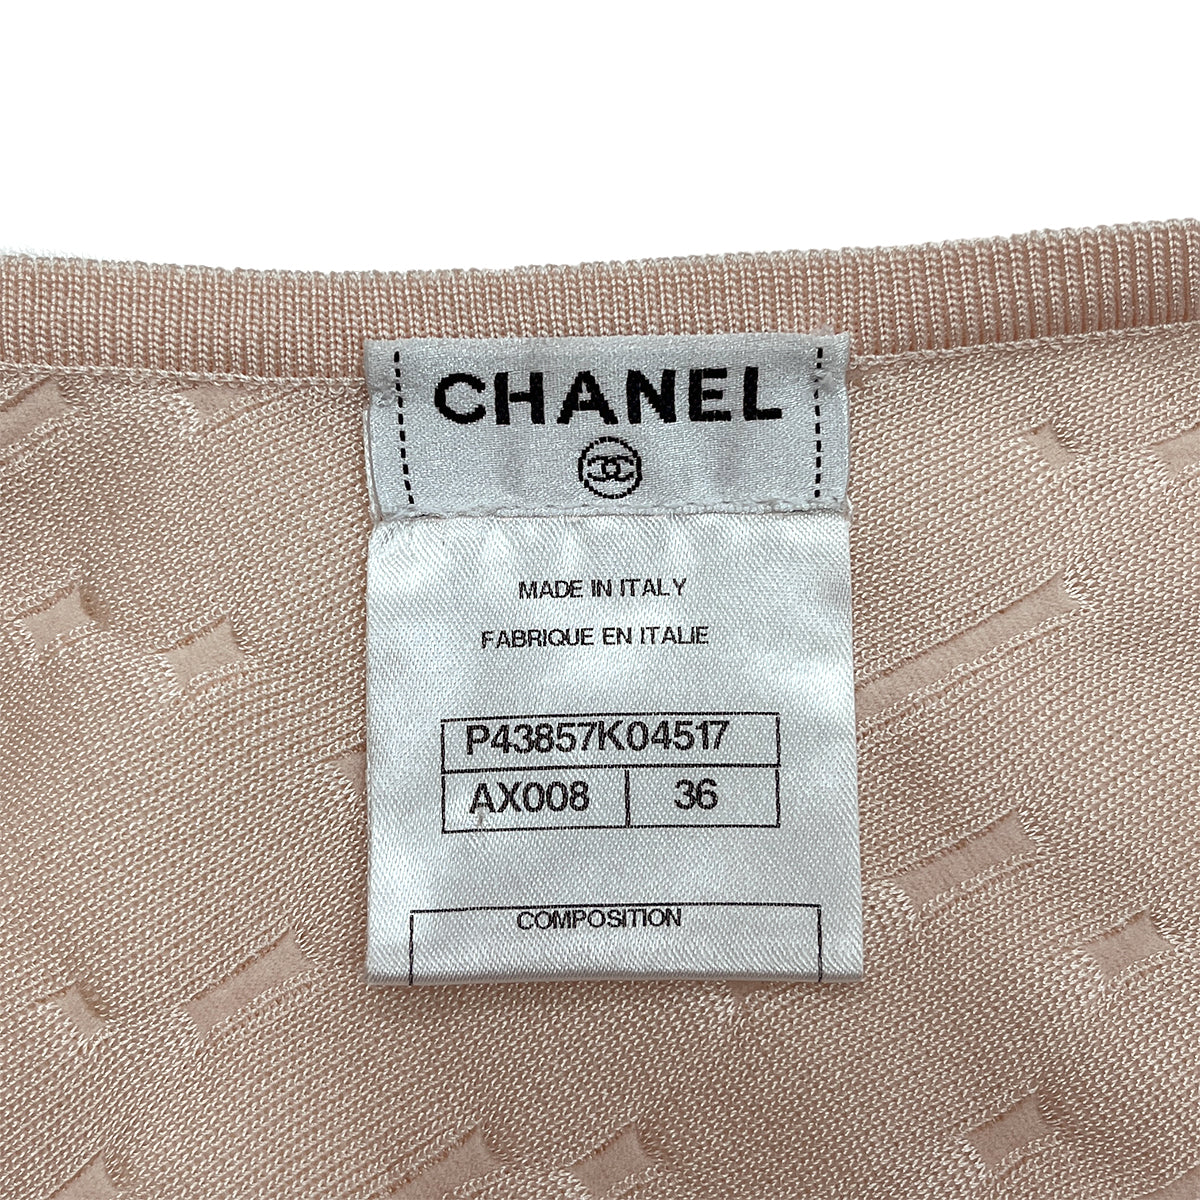 CHANEL
MADE IN ITALY
FABRIQUE EN ITALIE
P43857K04517
AX008 36
COMPOSITION